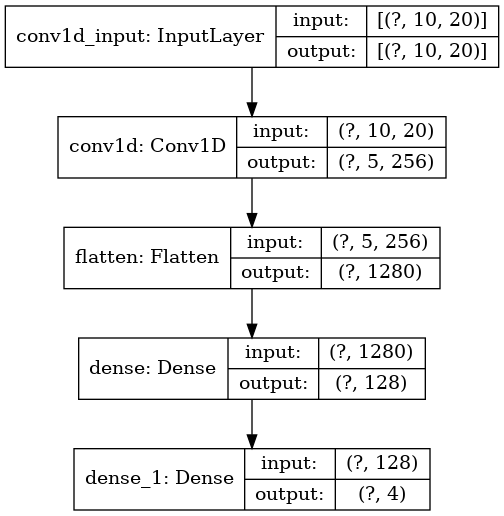 conv1d_input: InputLayer
input: [(?, 10, 20)]
output: [(?, 10, 20)]
conv1d: Conv1D
input: (?, 10, 20)
output: (?, 5, 256)
flatten: Flatten
input: (?, 5, 256)
output: (?, 1280)
dense: Dense
input: (?, 1280)
output: (?, 128)
dense_1: Dense
input: (?, 128)
output: (?, 4)